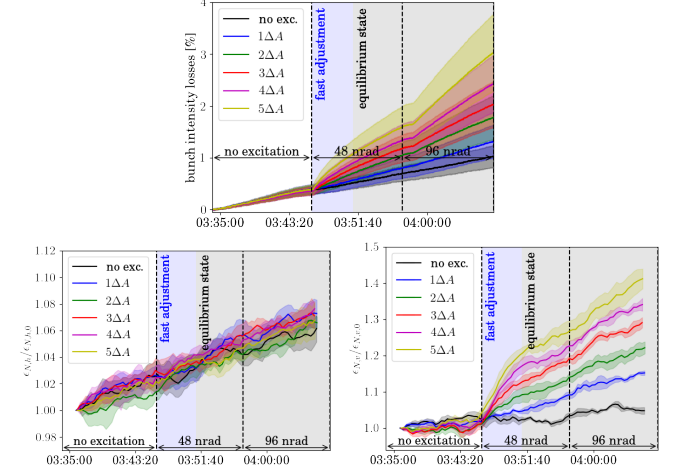 4
3
2
1
0
bunch intensity losses [%]
no exc.
1ΔA
2ΔA
3ΔA
4ΔA
5ΔA
fast adjustment
equilibrium state
no excitation
48 nrad
96 nrad
03:35:00
03:43:20
03:51:40
04:00:00
1.12
1.10
1.08
1.06
1.04
1.02
1.00
0.98
no exc.
1ΔA
2ΔA
3ΔA
4ΔA
5ΔA
fast adjustment
equilibrium state
no excitation
48 nrad
96 nrad
03:35:00
03:43:20
03:51:40
04:00:00
1.5
1.4
1.3
1.2
1.1
1.0
no exc.
1ΔA
2ΔA
3ΔA
4ΔA
5ΔA
fast adjustment
equilibrium state
no excitation
48 nrad
96 nrad
03:35:00
03:43:20
03:51:40
04:00:00